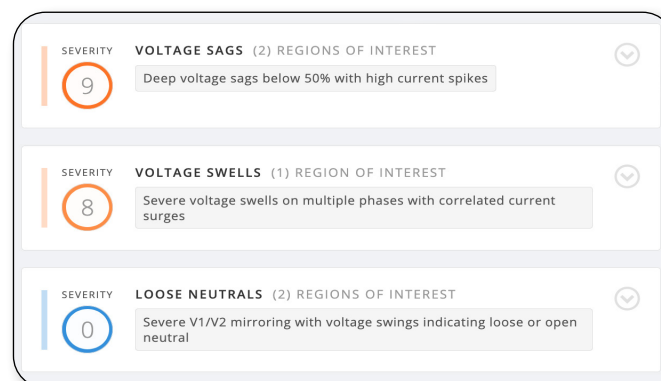 SEVERITY
9
VOLTAGE SAGS (2) REGIONS OF INTEREST
Deep voltage sags below 50% with high current spikes
SEVERITY
8
VOLTAGE SWELLS (1) REGION OF INTEREST
Severe voltage swells on multiple phases with correlated current
surges
SEVERITY
0
LOOSE NEUTRALS (2) REGIONS OF INTEREST
Severe V1/V2 mirroring with voltage swings indicating loose or open
neutral